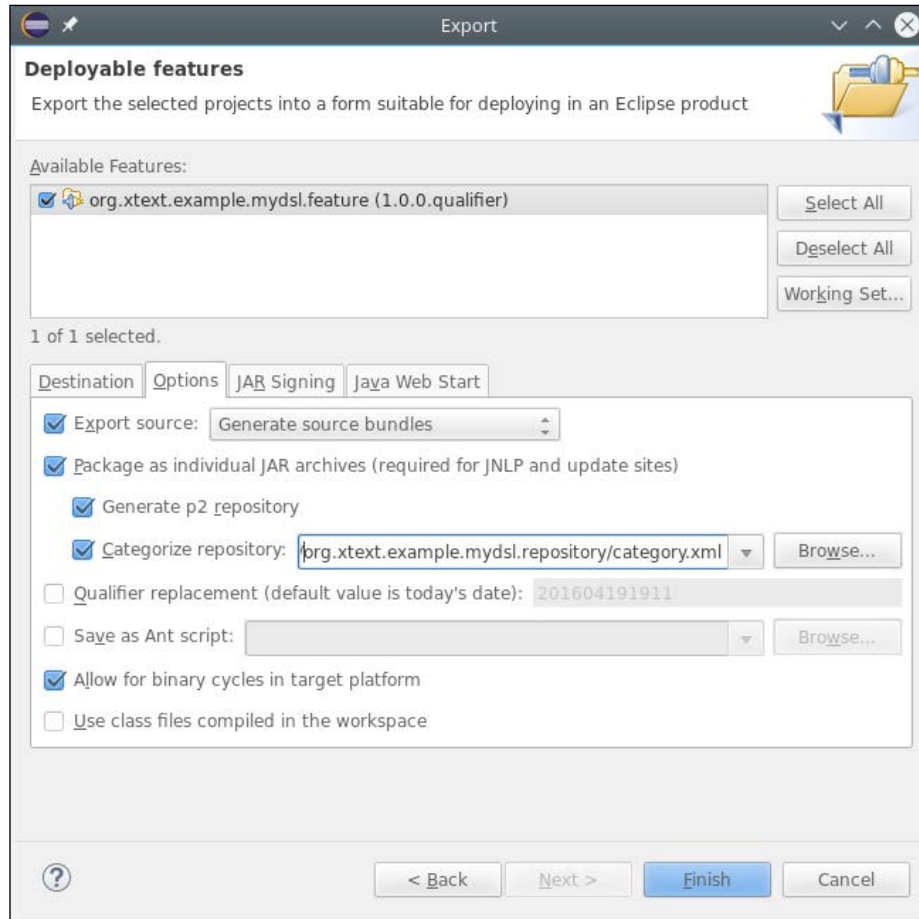 Export
Deployable features
Export the selected projects into a form suitable for deploying in an Eclipse product
Available Features:
org.xtext.example.mydsl.feature (1.0.0.qualifier)
Select All
Deselect All
Working Set...
1 of 1 selected.
Destination Options JAR Signing Java Web Start
Export source: Generate source bundles
Package as individual JAR archives (required for JNLP and update sites)
Generate p2 repository
Categorize repository: /org.xtext.example.mydsl.repository/category.xml Browse...
Qualifier replacement (default value is today's date): 201604191911
Save as Ant script: Browse...
Allow for binary cycles in target platform
Use class files compiled in the workspace
? < Back Next > Finish Cancel